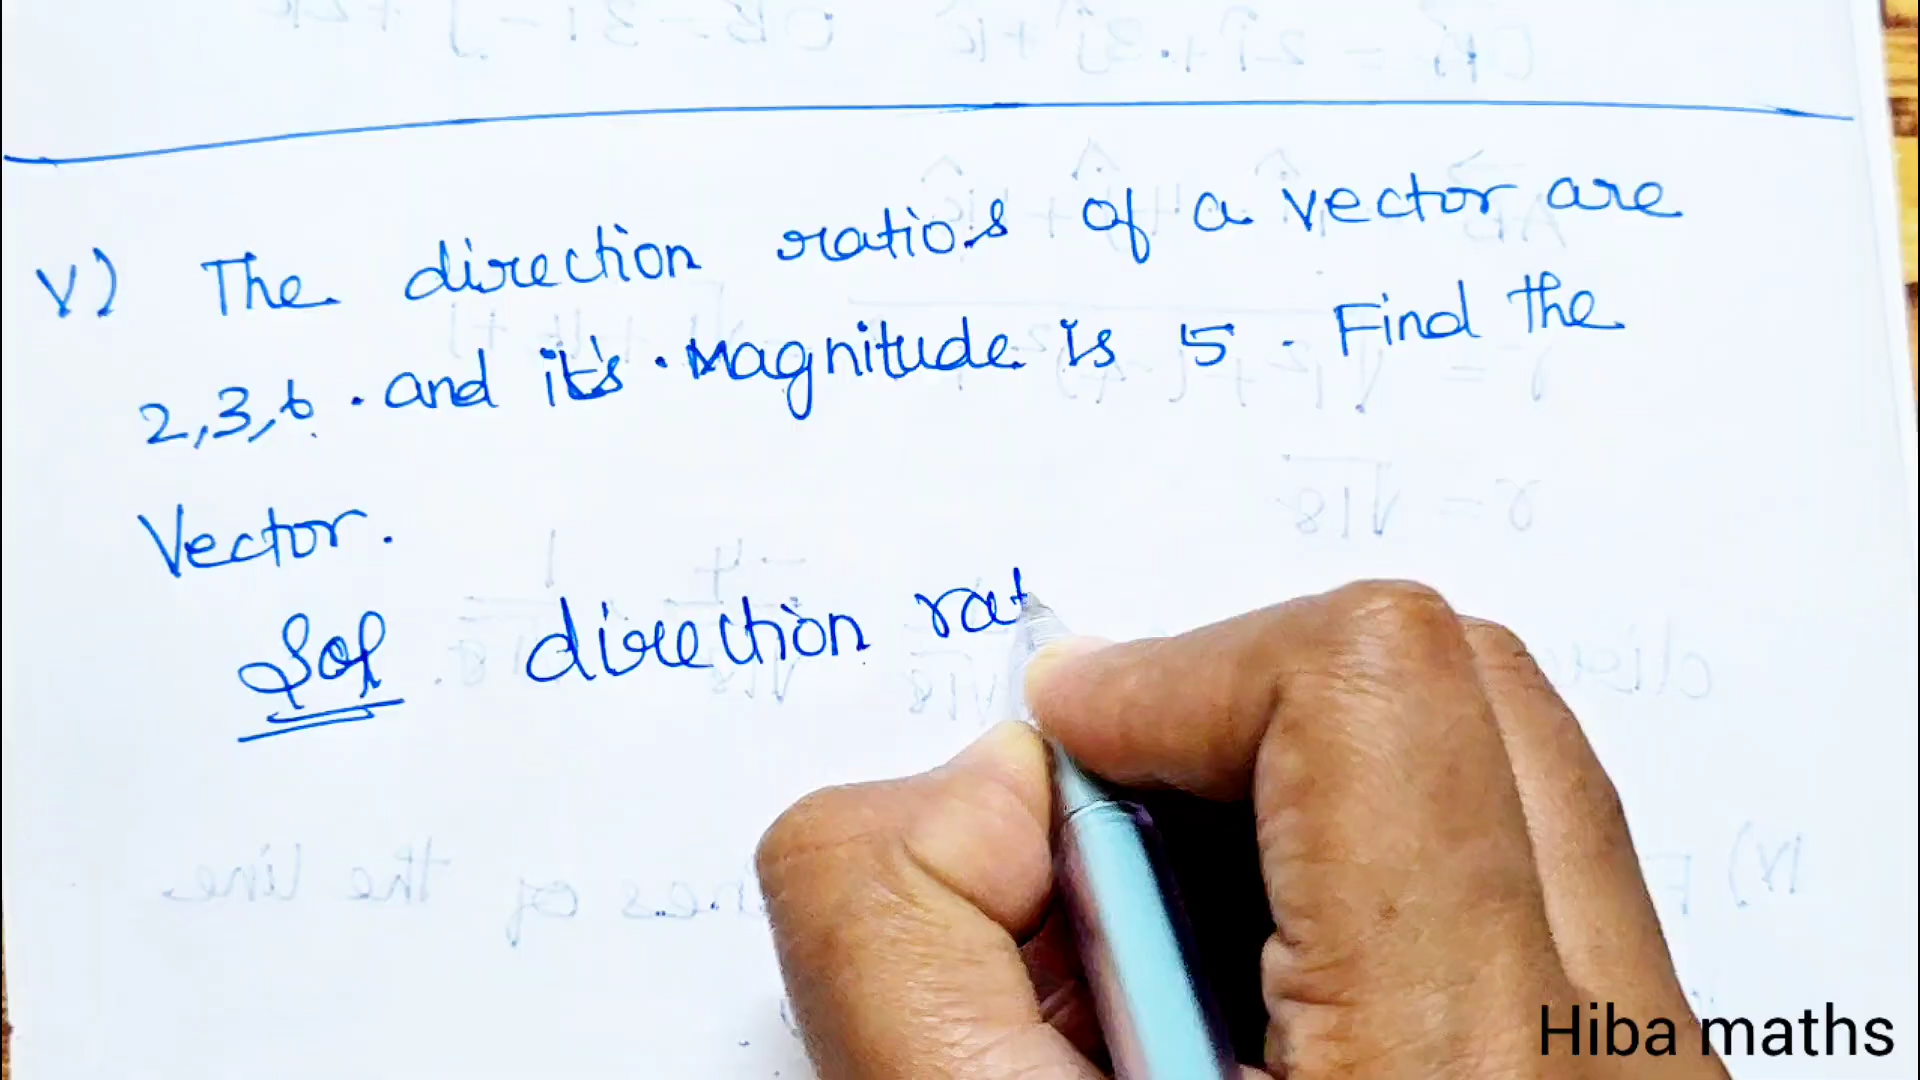 V) The direction ratios of a vector are
2,3,6. and it's. Magnitude is 5. Find the
Vector.
Sol direction rat
Hiba maths